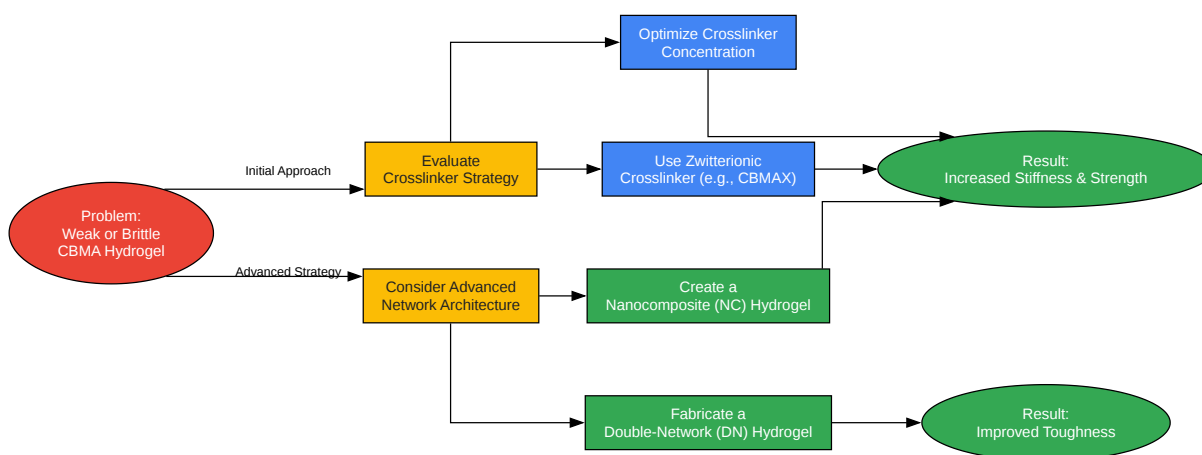 Optimize Crosslinker
Concentration
Initial Approach
Evaluate
Crosslinker Strategy
Use Zwitterionic
Crosslinker (e.g., CBMAX)
Result:
Increased Stiffness & Strength
Problem:
Weak or Brittle
CBMA Hydrogel
Advanced Strategy
Consider Advanced
Network Architecture
Create a
Nanocomposite (NC) Hydrogel
Fabricate a
Double-Network (DN) Hydrogel
Result:
Improved Toughness